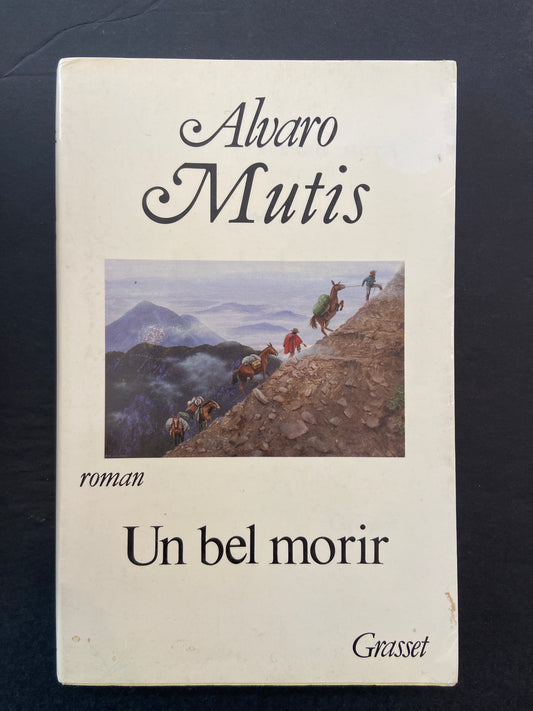 Alvaro
Mutis
roman
Un bel morir
Grasset